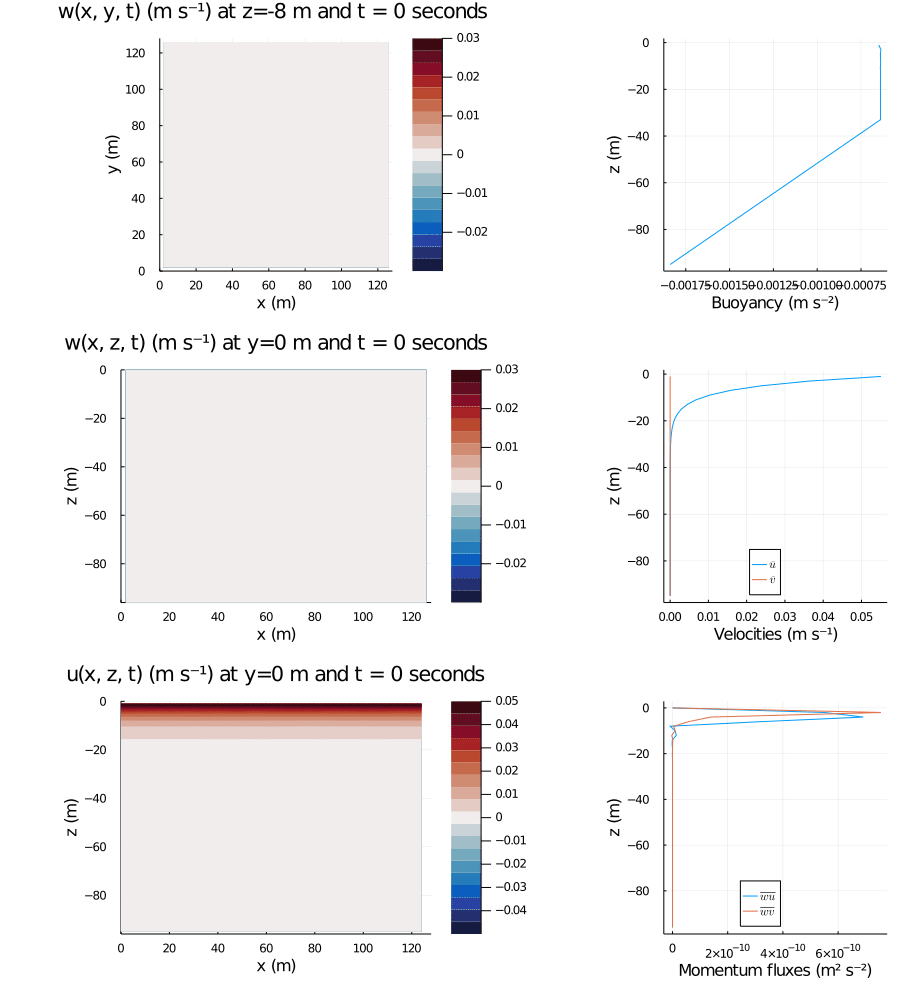 w(x, y, t) (m s⁻¹) at z=-8 m and t = 0 seconds
y (m)
120
100
80
60
40
20
0
0 20 40 60 80 100 120
x (m)
0.03
0.02
0.01
0
−0.01
−0.02
z (m)
0
−20
−40
−60
−80
−0.00175 −0.00150 −0.00125 −0.00100 −0.00075
Buoyancy (m s⁻²)
w(x, z, t) (m s⁻¹) at y=0 m and t = 0 seconds
z (m)
0
−20
−40
−60
−80
0 20 40 60 80 100 120
x (m)
0.03
0.02
0.01
0
−0.01
−0.02
z (m)
0
−20
−40
−60
−80
ū
v̄
0.00 0.01 0.02 0.03 0.04 0.05
Velocities (m s⁻¹)
u(x, z, t) (m s⁻¹) at y=0 m and t = 0 seconds
z (m)
0
−20
−40
−60
−80
0 20 40 60 80 100 120
x (m)
0.05
0.04
0.03
0.02
0.01
0
−0.01
−0.02
−0.03
−0.04
z (m)
0
−20
−40
−60
−80
w̅u̅
w̅v̅
0 2×10⁻¹⁰ 4×10⁻¹⁰ 6×10⁻¹⁰
Momentum fluxes (m² s⁻²)